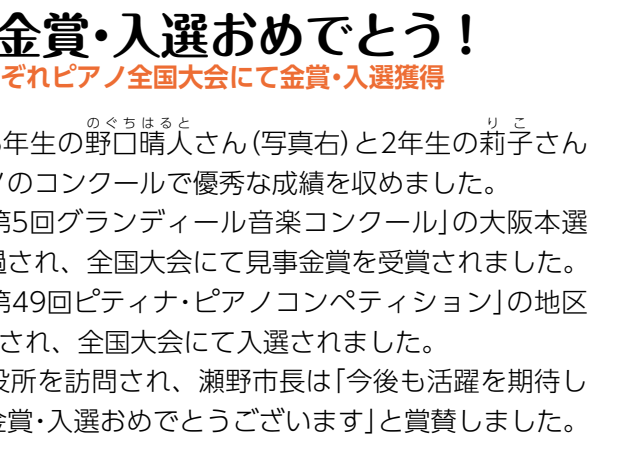 金賞・入選おめでとう！
ぞれピアノ全国大会にて金賞・入選獲得
のぐちはると りこ
年生の野口晴人さん（写真右）と2年生の莉子さん
のコンクールで優秀な成績を収めました。
第5回グランディール音楽コンクール」の大阪本選
過され、全国大会にて見事金賞を受賞されました。
第49回ピティナ・ピアノコンペティション」の地区
され、全国大会にて入選されました。
役所を訪問され、瀬野市長は「今後も活躍を期待し
金賞・入選おめでとうございます」と賞賛しました。